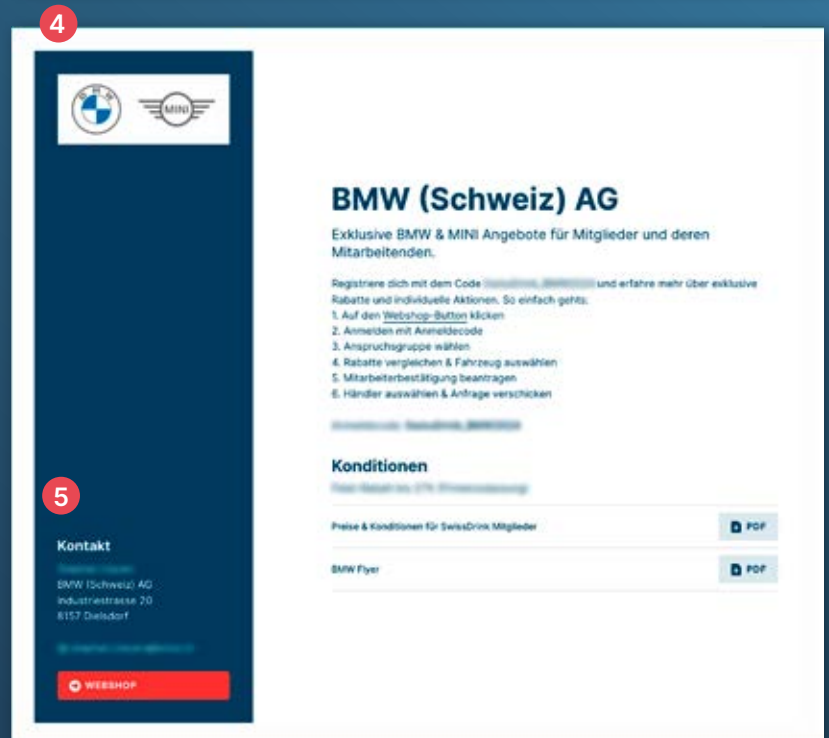 4
BMW
MINI
BMW (Schweiz) AG
Exklusive BMW & MINI Angebote für Mitglieder und deren
Mitarbeitenden.
Registriere dich mit dem Code und erfahre mehr über exklusive
Rabatte und individuelle Aktionen. So einfach gehts:
1. Auf den Webshop-Button klicken
2. Anmelden mit Anmeldecode
3. Anspruchsgruppe wählen
4. Rabatte vergleichen & Fahrzeug auswählen
5. Mitarbeiterbestätigung beantragen
6. Händler auswählen & Anfrage verschicken
Konditionen
Preise & Konditionen für SwissDrink Mitglieder
PDF
BMW Flyer
PDF
5
Kontakt
BMW (Schweiz) AG
Industriestrasse 20
8157 Dielsdorf
WEBSHOP